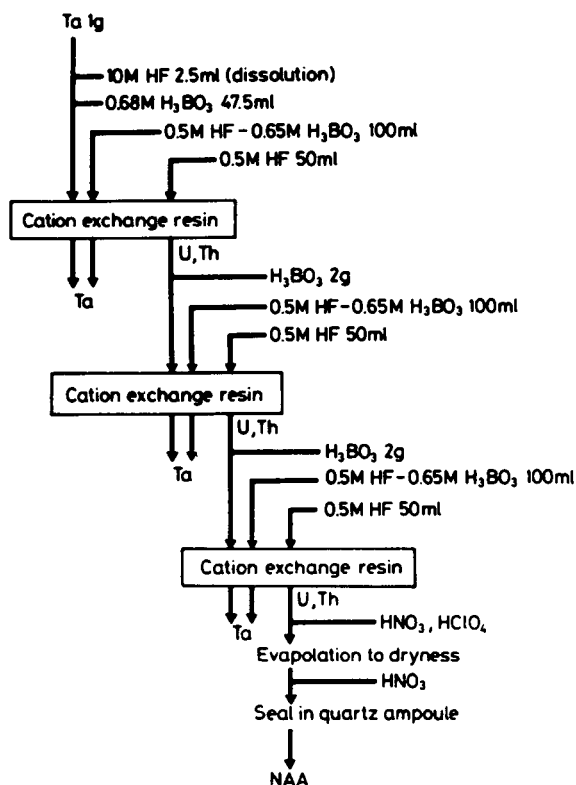 Ta 1g
10M HF 2.5ml (dissolution)
0.68M H₃BO₃ 47.5ml
0.5M HF-0.65M H₃BO₃ 100ml
0.5M HF 50ml
Cation exchange resin
U,Th
Ta
H₃BO₃ 2g
0.5M HF-0.65M H₃BO₃ 100ml
0.5M HF 50ml
Cation exchange resin
U,Th
Ta
H₃BO₃ 2g
0.5M HF-0.65M H₃BO₃ 100ml
0.5M HF 50ml
Cation exchange resin
U,Th
Ta
HNO₃, HClO₄
Evapolation to dryness
HNO₃
Seal in quartz ampoule
NAA